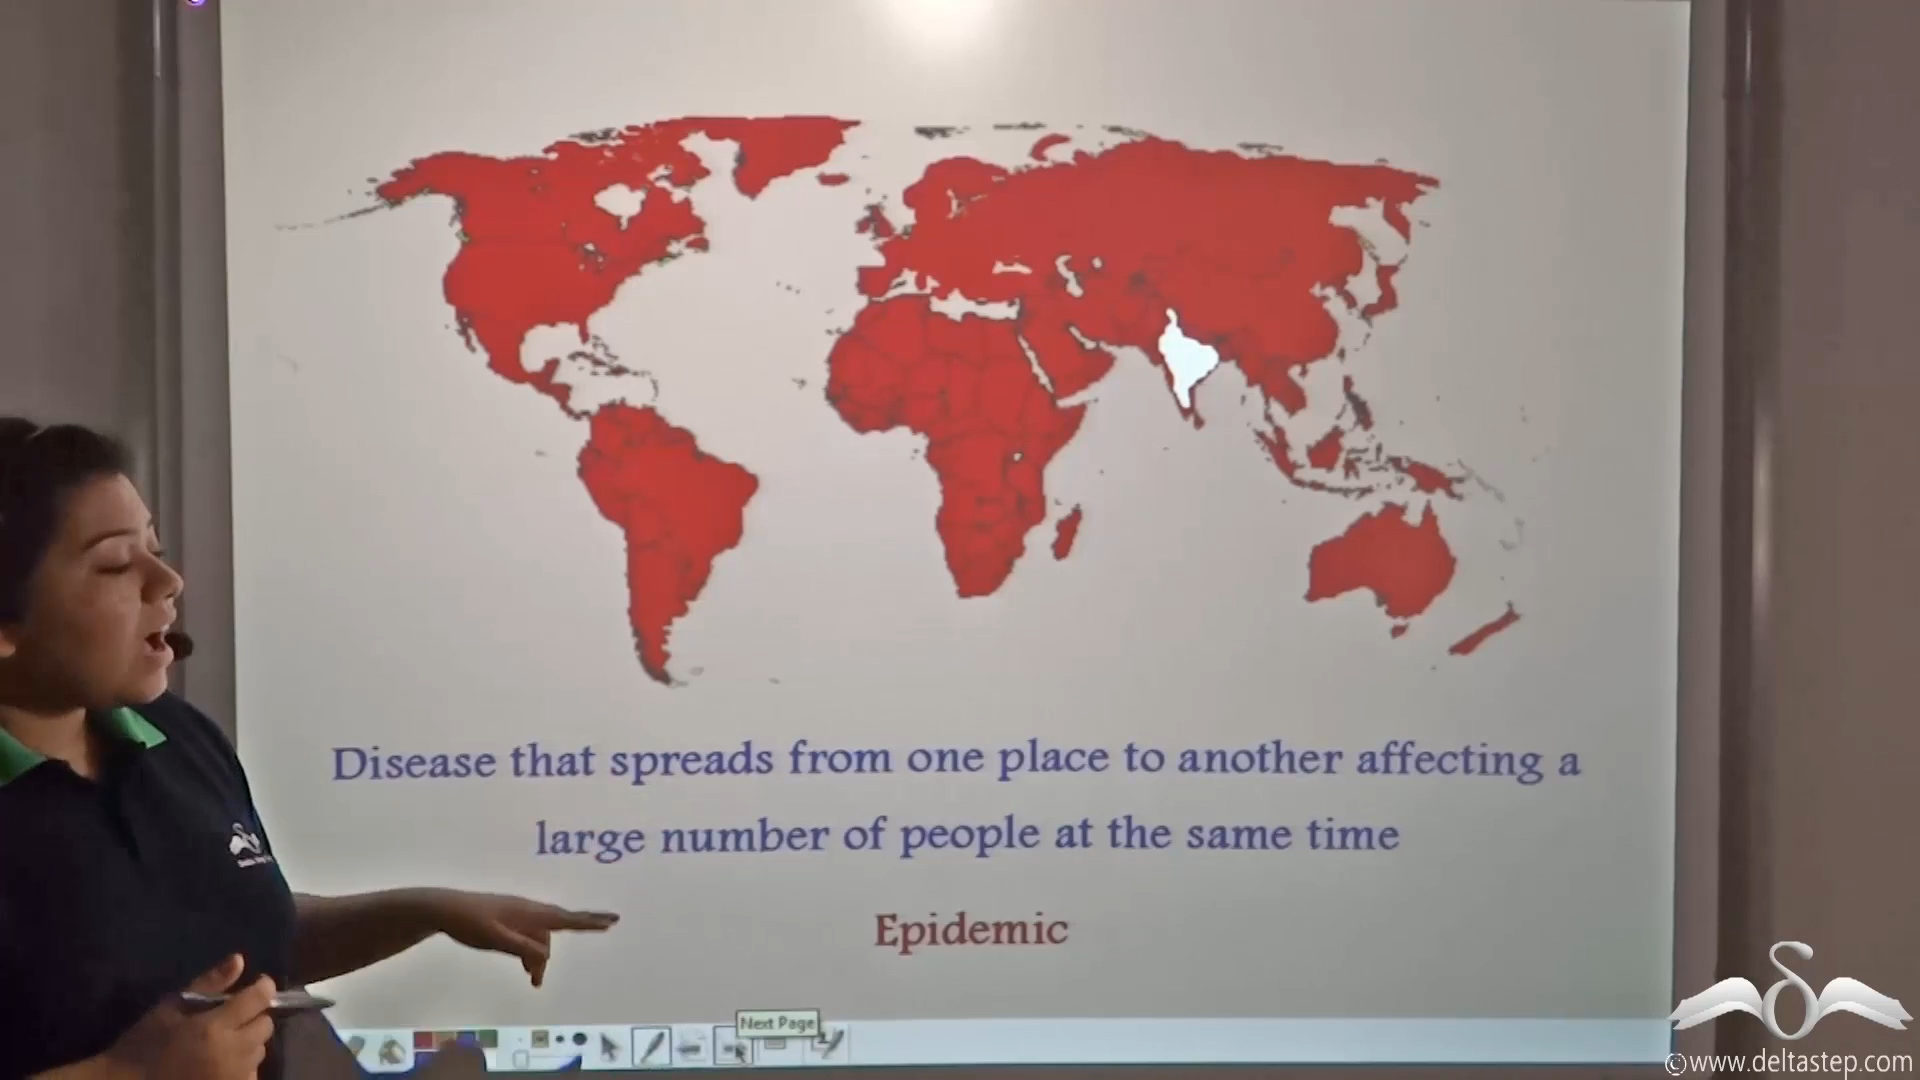 Disease that spreads from one place to another affecting a
large number of people at the same time
Epidemic
Next Page
©www.deltastep.com